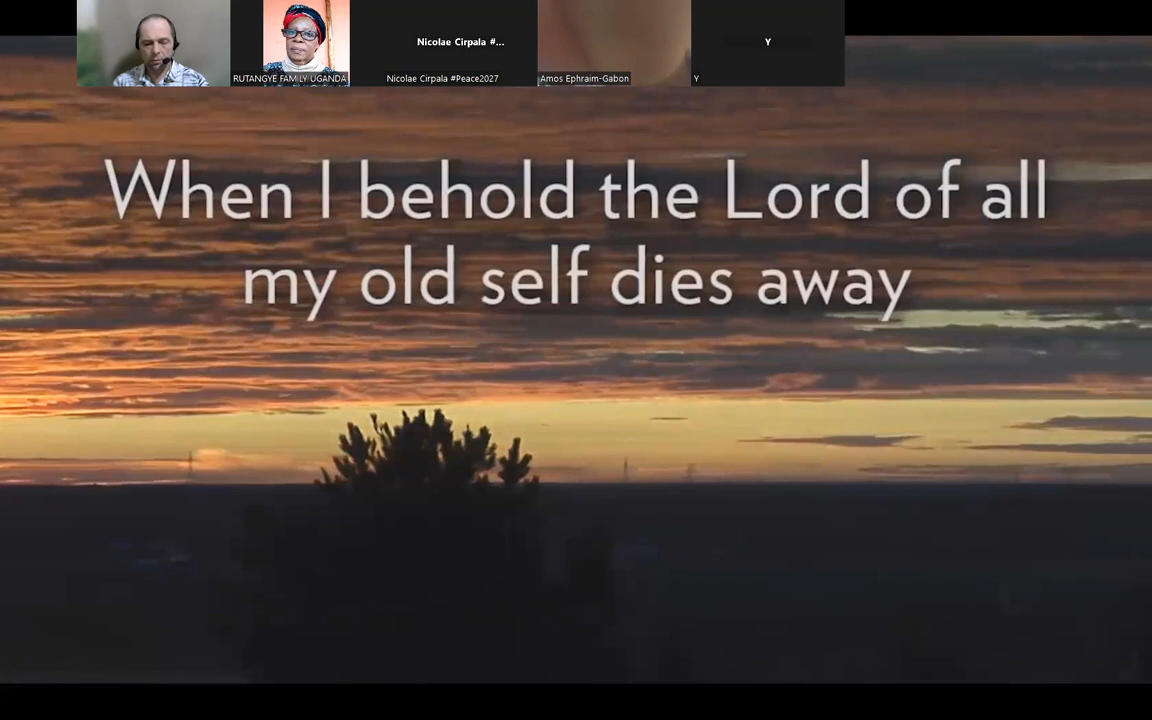 Nicolae Cirpala #...
Y
RUTANGYE FAMILY UGANDA
Nicolae Cirpala #Peace2027
Amos Ephraim-Gabon
Y
When I behold the Lord of all
my old self dies away